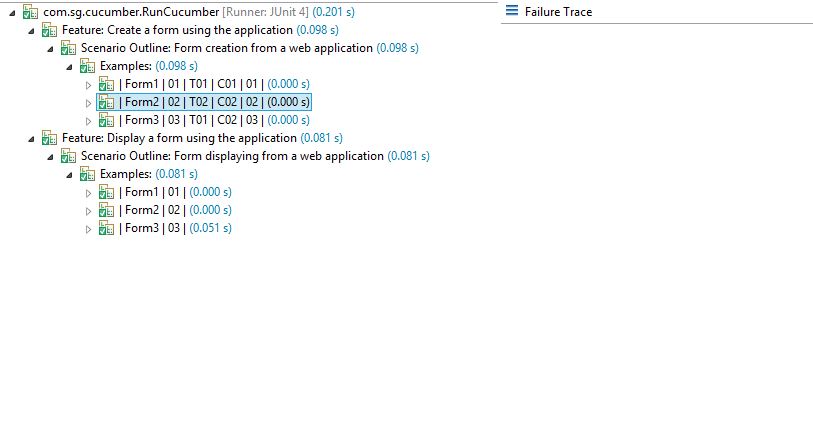 com.sg.cucumber.RunCucumber [Runner: JUnit 4] (0.201 s)
Feature: Create a form using the application (0.098 s)
Scenario Outline: Form creation from a web application (0.098 s)
Examples: (0.098 s)
| Form1 | 01 | T01 | C01 | 01 | (0.000 s)
| Form2 | 02 | T02 | C02 | 02 | (0.000 s)
| Form3 | 03 | T01 | C02 | 03 | (0.000 s)
Feature: Display a form using the application (0.081 s)
Scenario Outline: Form displaying from a web application (0.081 s)
Examples: (0.081 s)
| Form1 | 01 | (0.000 s)
| Form2 | 02 | (0.000 s)
| Form3 | 03 | (0.051 s)
Failure Trace